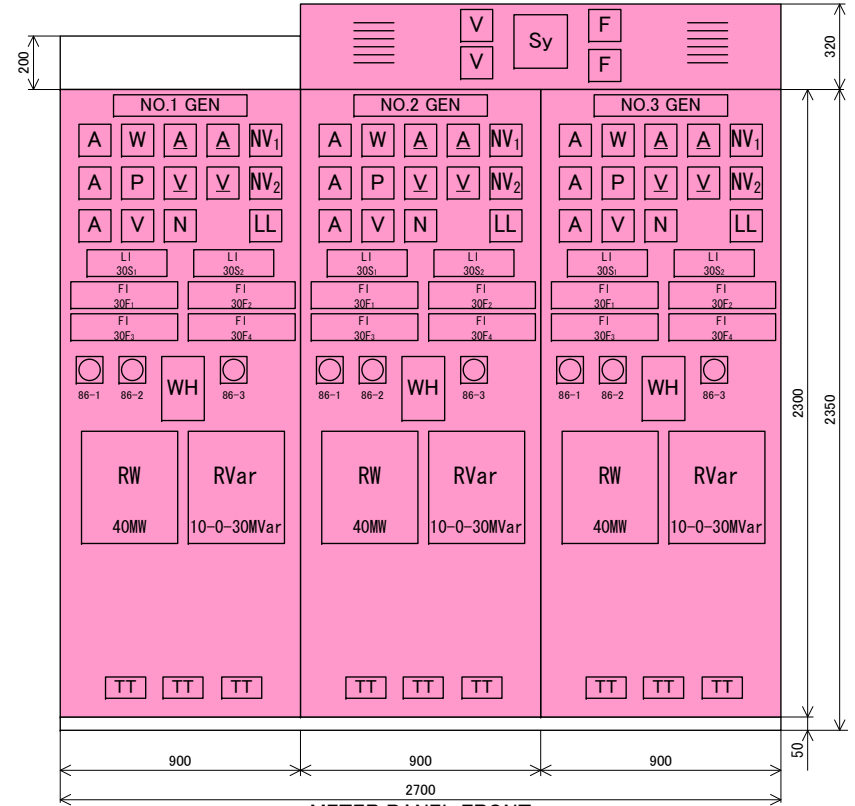 V Sy F
V F
320
200
NO.1 GEN NO.2 GEN NO.3 GEN
A W A A NV₁ A W A A NV₁ A W A A NV₁
A P V V NV₂ A P V V NV₂ A P V V NV₂
A V N LL A V N LL A V N LL
LI LI LI LI LI LI
30S₁ 30S₂ 30S₁ 30S₂ 30S₁ 30S₂
FI FI FI FI FI FI
30F₁ 30F₂ 30F₁ 30F₂ 30F₁ 30F₂
FI FI FI FI FI FI
30F₃ 30F₄ 30F₃ 30F₄ 30F₃ 30F₄
WH WH WH
86-1 86-2 86-3 86-1 86-2 86-3 86-1 86-2 86-3
2300 2350
RW RVar RW RVar RW RVar
40MW 10-0-30MVar 40MW 10-0-30MVar 40MW 10-0-30MVar
TT TT TT TT TT TT TT TT TT
50
900 900 900
2700
METER PANEL FRONT